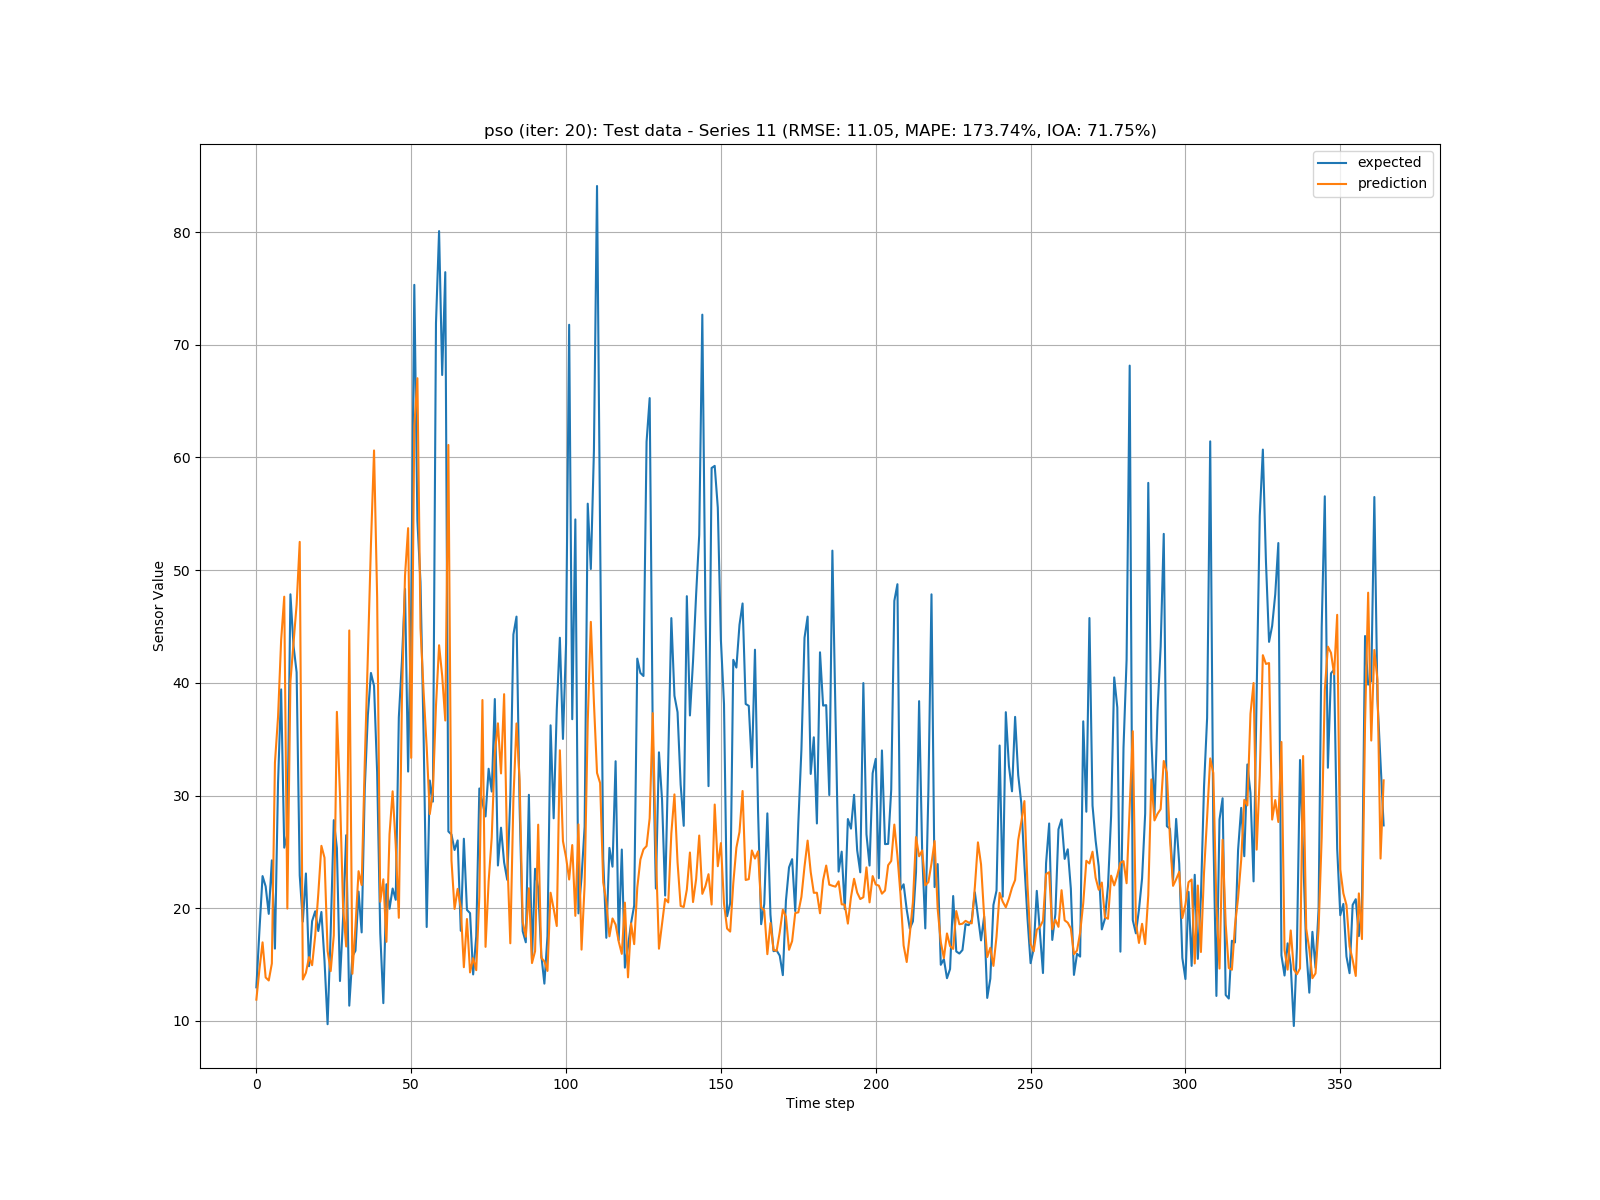 pso (iter: 20): Test data - Series 11 (RMSE: 11.05, MAPE: 173.74%, IOA: 71.75%)
expected
prediction
80
70
60
50
40
30
20
10
Sensor Value
0 50 100 150 200 250 300 350
Time step